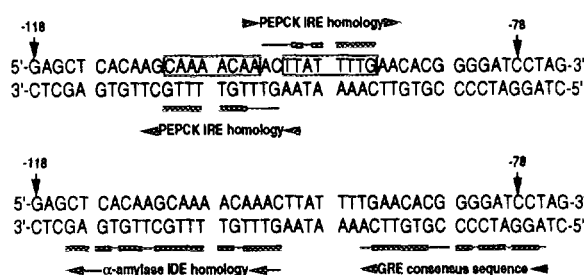 PEPCK IRE homology
-118 -78
5'-GAGCT CACAAGCAAA ACAAACTTAT TTTGAACACG GGGATCCTAG-3'
3'-CTCGA GTGTTCGTTT TGTTTGAATA AAACTTGTGC CCCTAGGATC-5'
PEPCK IRE homology
-118 -78
5'-GAGCT CACAAGCAAA ACAAACTTAT TTTGAACACG GGGATCCTAG-3'
3'-CTCGA GTGTTCGTTT TGTTTGAATA AAACTTGTGC CCCTAGGATC-5'
α-amylase IDE homology GRE consensus sequence